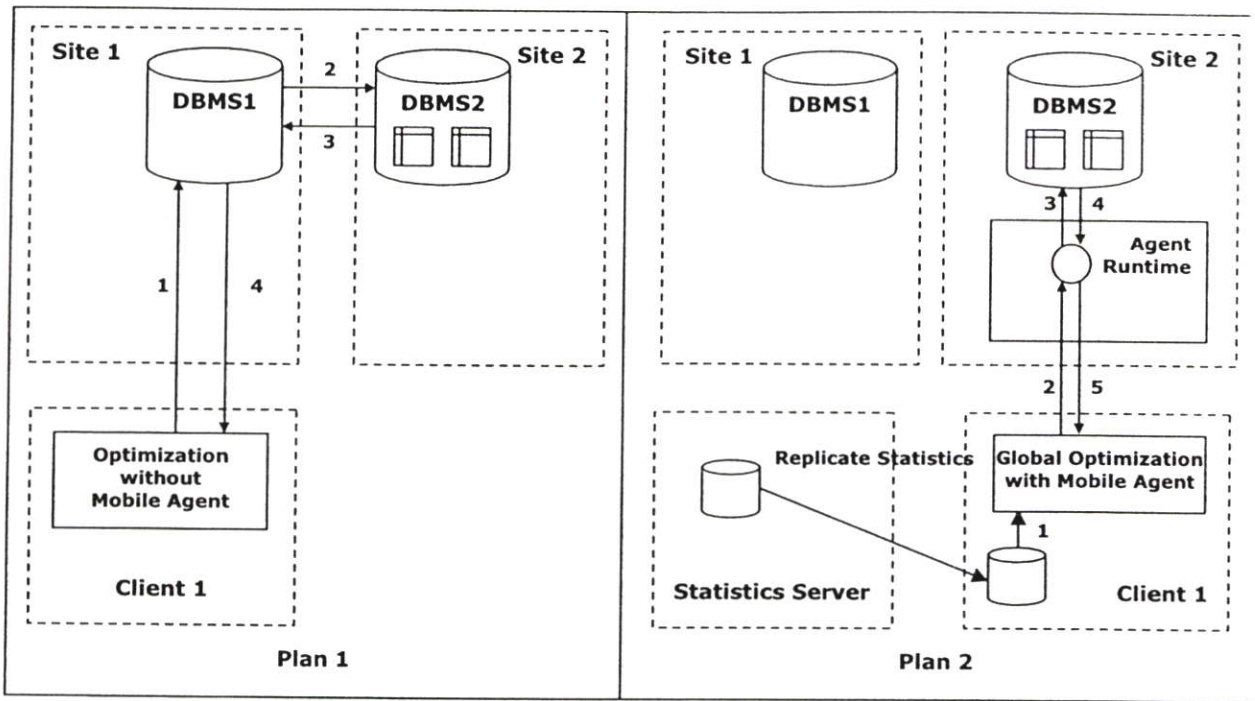 Site 1
DBMS1
2
3
Site 2
DBMS2
1
4
Optimization
without
Mobile Agent
Client 1
Plan 1
Site 1
DBMS1
Site 2
DBMS2
3
4
Agent
Runtime
2
5
Replicate Statistics
Global Optimization
with Mobile Agent
1
Statistics Server
Client 1
Plan 2